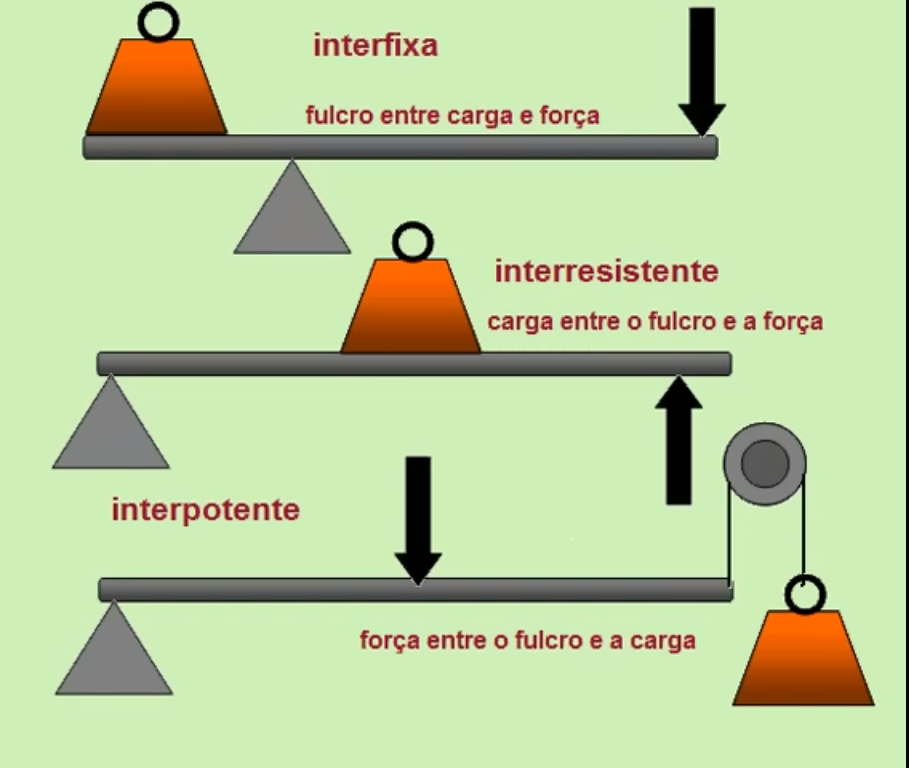 interfixa
fulcro entre carga e força
interresistente
carga entre o fulcro e a força
interpotente
força entre o fulcro e a carga